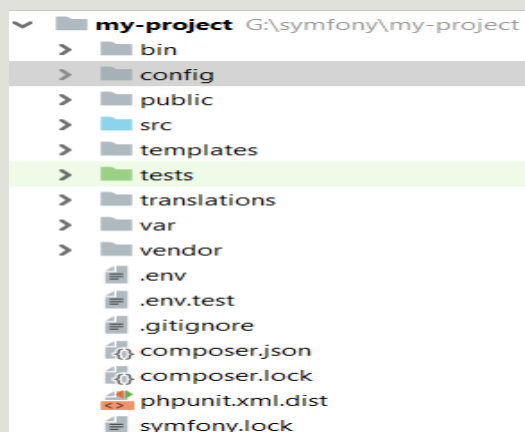 my-project G:\symfony\my-project
bin
config
public
src
templates
tests
translations
var
vendor
.env
.env.test
.gitignore
composer.json
composer.lock
phpunit.xml.dist
symfony.lock